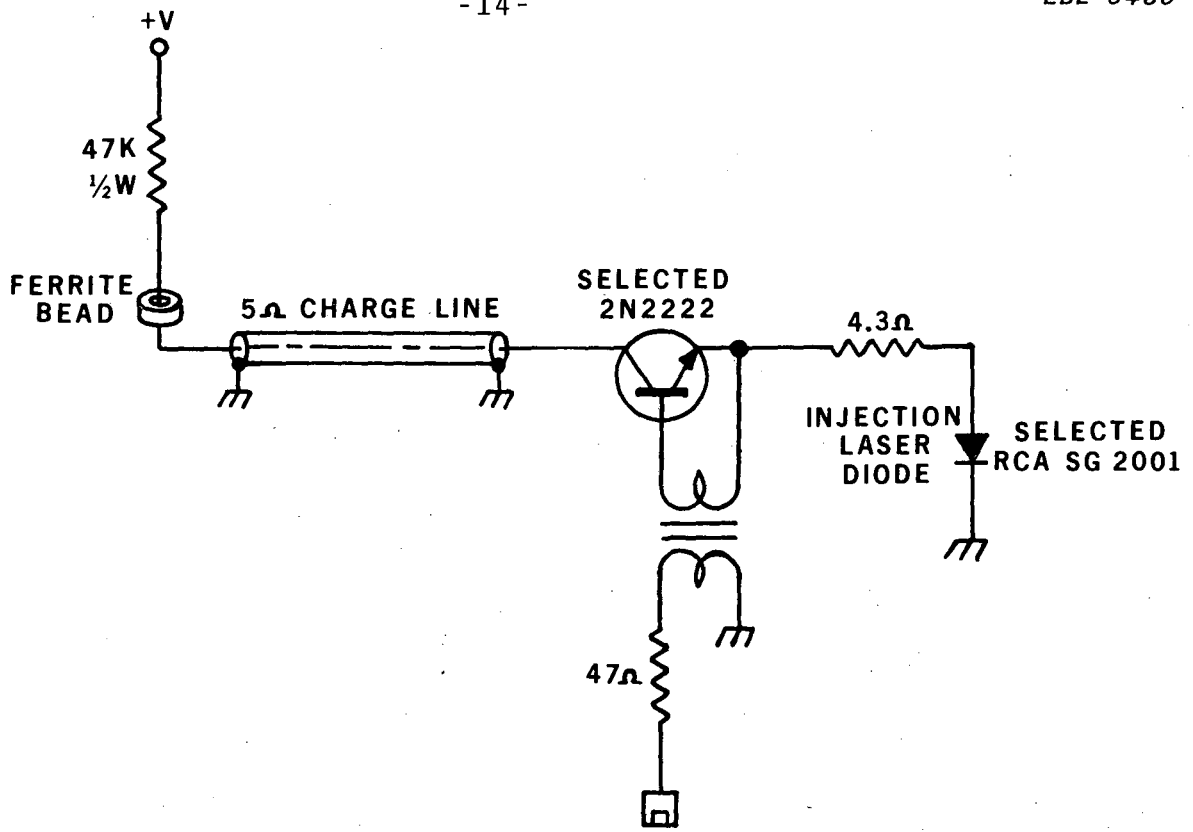 -14-
+V
47K
½W
FERRITE
BEAD
5Ω CHARGE LINE
SELECTED
2N2222
4.3Ω
INJECTION
LASER
DIODE
SELECTED
RCA SG 2001
47Ω